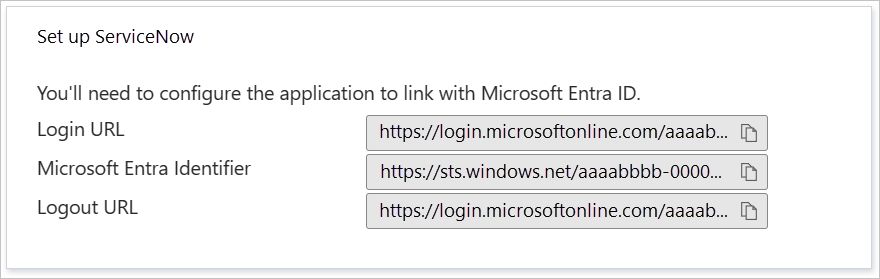 Set up ServiceNow
You'll need to configure the application to link with Microsoft Entra ID.
Login URL https://login.microsoftonline.com/aaaab...
Microsoft Entra Identifier https://sts.windows.net/aaaabbbb-0000...
Logout URL https://login.microsoftonline.com/aaaab...